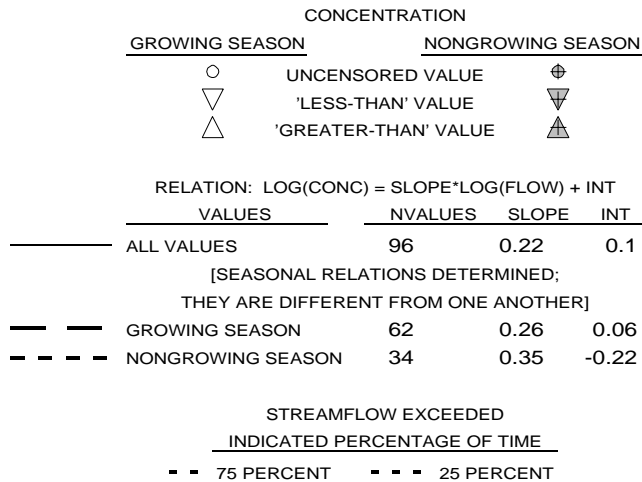 CONCENTRATION
GROWING SEASON NONGROWING SEASON
UNCENSORED VALUE
'LESS-THAN' VALUE
'GREATER-THAN' VALUE
RELATION: LOG(CONC) = SLOPE*LOG(FLOW) + INT
VALUES NVALUES SLOPE INT
ALL VALUES 96 0.22 0.1
[SEASONAL RELATIONS DETERMINED;
THEY ARE DIFFERENT FROM ONE ANOTHER]
GROWING SEASON 62 0.26 0.06
NONGROWING SEASON 34 0.35 -0.22
STREAMFLOW EXCEEDED
INDICATED PERCENTAGE OF TIME
75 PERCENT 25 PERCENT